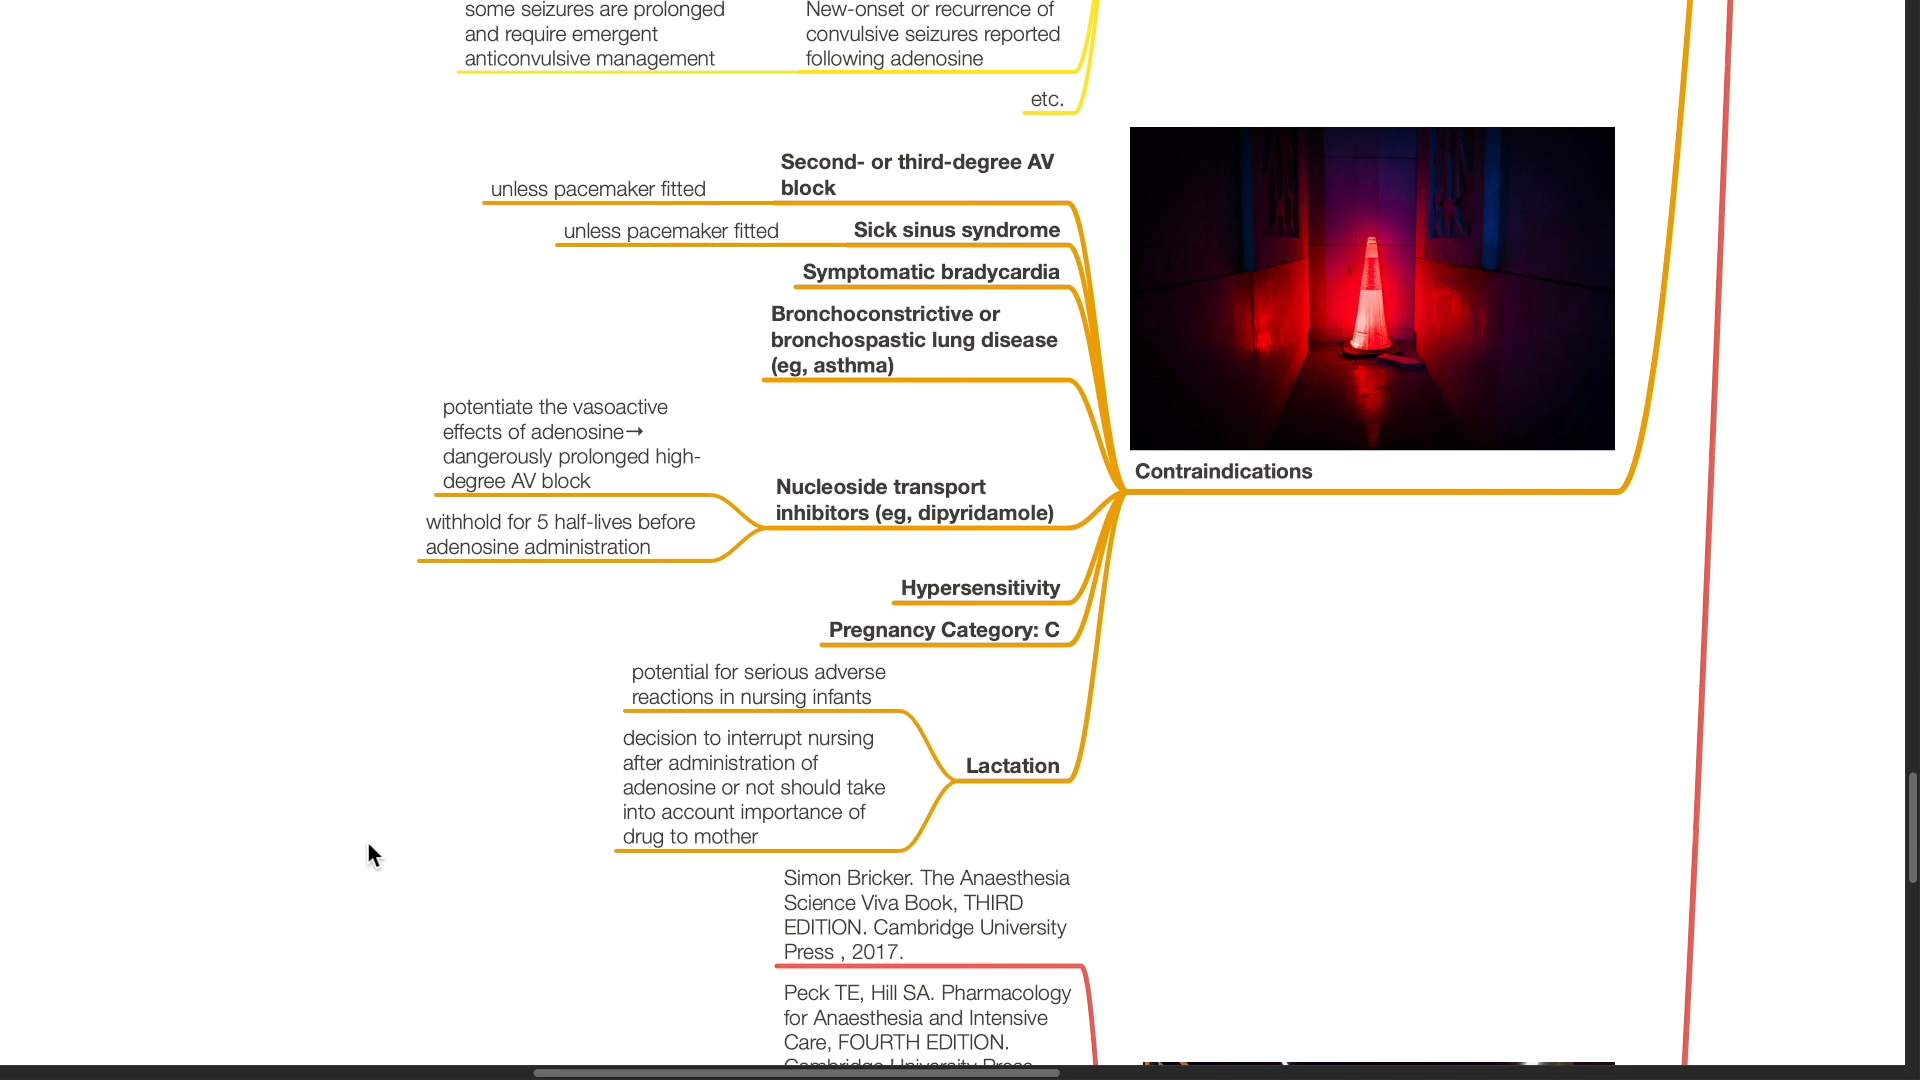 some seizures are prolonged
and require emergent
anticonvulsive management
New-onset or recurrence of
convulsive seizures reported
following adenosine
etc.
Second- or third-degree AV
block
unless pacemaker fitted
Sick sinus syndrome
unless pacemaker fitted
Symptomatic bradycardia
Bronchoconstrictive or
bronchospastic lung disease
(eg, asthma)
potentiate the vasoactive
effects of adenosine→
dangerously prolonged high-
degree AV block
withhold for 5 half-lives before
adenosine administration
Nucleoside transport
inhibitors (eg, dipyridamole)
Contraindications
Hypersensitivity
Pregnancy Category: C
potential for serious adverse
reactions in nursing infants
decision to interrupt nursing
after administration of
adenosine or not should take
into account importance of
drug to mother
Lactation
Simon Bricker. The Anaesthesia
Science Viva Book, THIRD
EDITION. Cambridge University
Press , 2017.
Peck TE, Hill SA. Pharmacology
for Anaesthesia and Intensive
Care, FOURTH EDITION.
Cambridge University Press